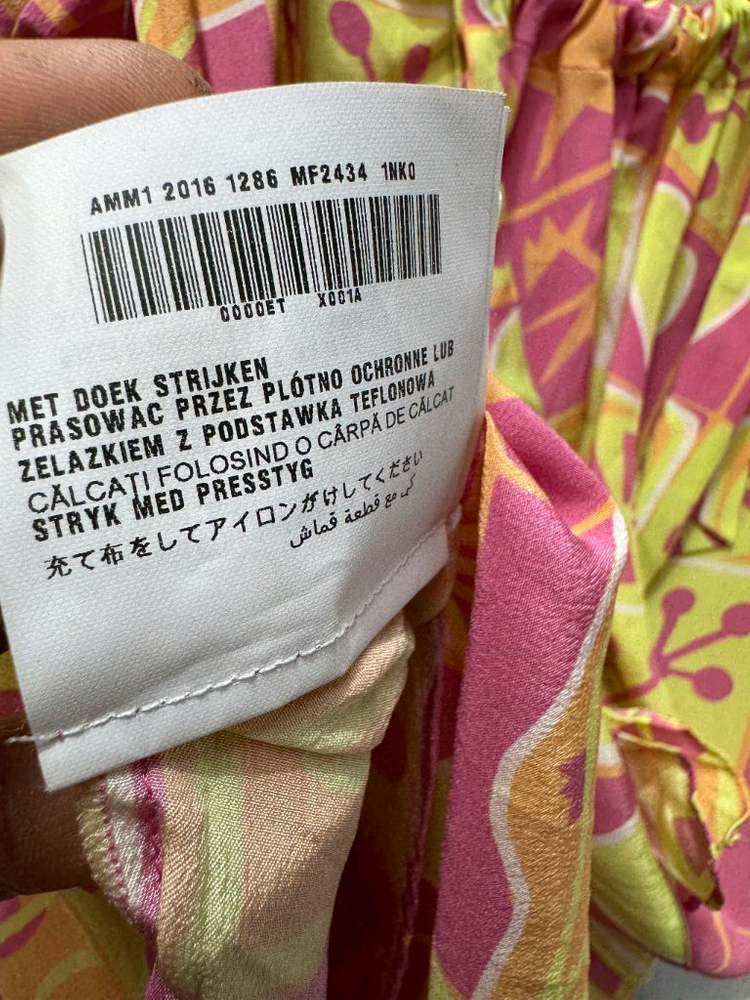 AMM1 2016 1286 MF2434 1NK0
0000ET X001A
MET DOEK STRIJKEN
PRASOWAC PRZEZ PLÓTNO OCHRONNE LUB
ZELAZKIEM Z PODSTAWKA TEFLONOWA
CĂLCAȚI FOLOSIND O CÂRPĂ DE CĂLCAT
STRYK MED PRESSTYG
充て布をしてアイロンがけしてください
كي مع قطعة قماش